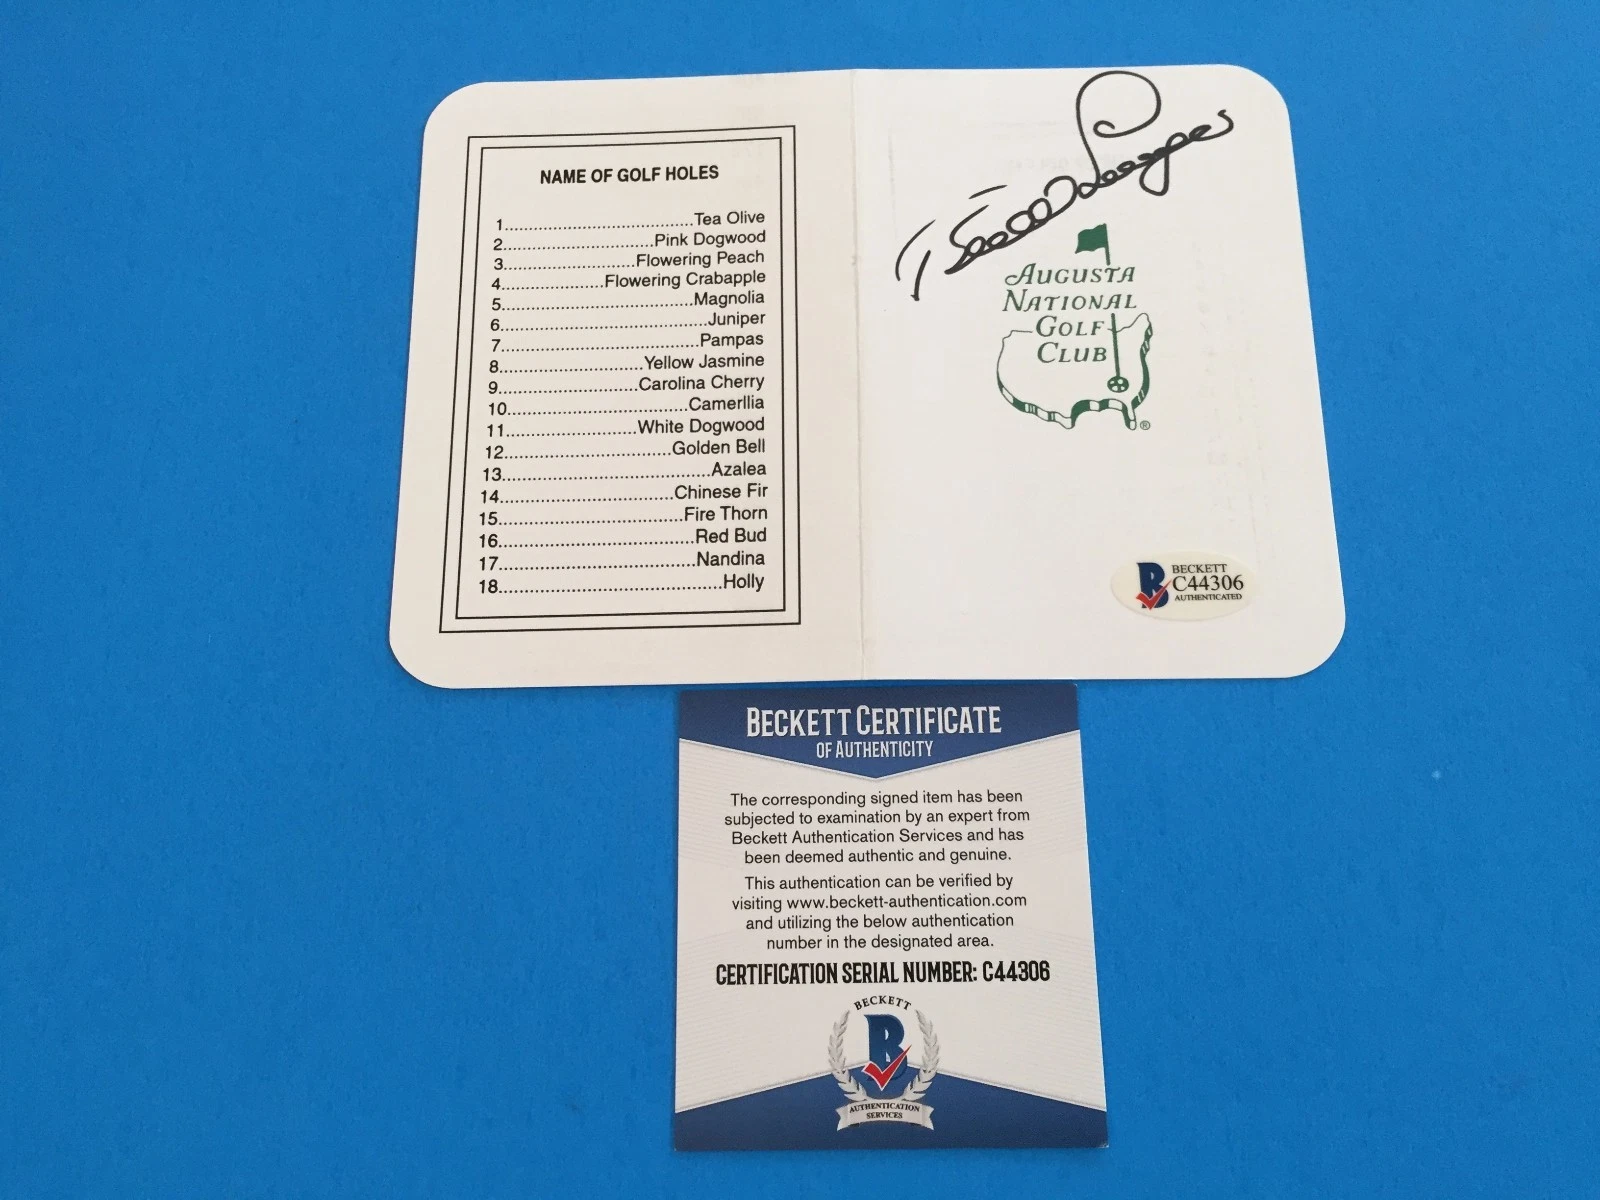 NAME OF GOLF HOLES
1..............................Tea Olive
2........................Pink Dogwood
3.....................Flowering Peach
4.................Flowering Crabapple
5..............................Magnolia
6.................................Juniper
7...............................Pampas
8.......................Yellow Jasmine
9......................Carolina Cherry
10.............................Camerllia
11.....................White Dogwood
12...........................Golden Bell
13..................................Azalea
14............................Chinese Fir
15..............................Fire Thorn
16................................Red Bud
17................................Nandina
18....................................Holly
AUGUSTA
NATIONAL
GOLF
CLUB
®
BECKETT
C44306
AUTHENTICATED
BECKETT CERTIFICATE
OF AUTHENTICITY
The corresponding signed item has been
subjected to examination by an expert from
Beckett Authentication Services and has
been deemed authentic and genuine.
This authentication can be verified by
visiting www.beckett-authentication.com
and utilizing the below authentication
number in the designated area.
CERTIFICATION SERIAL NUMBER: C44306
BECKETT
B
AUTHENTICATION
SERVICES